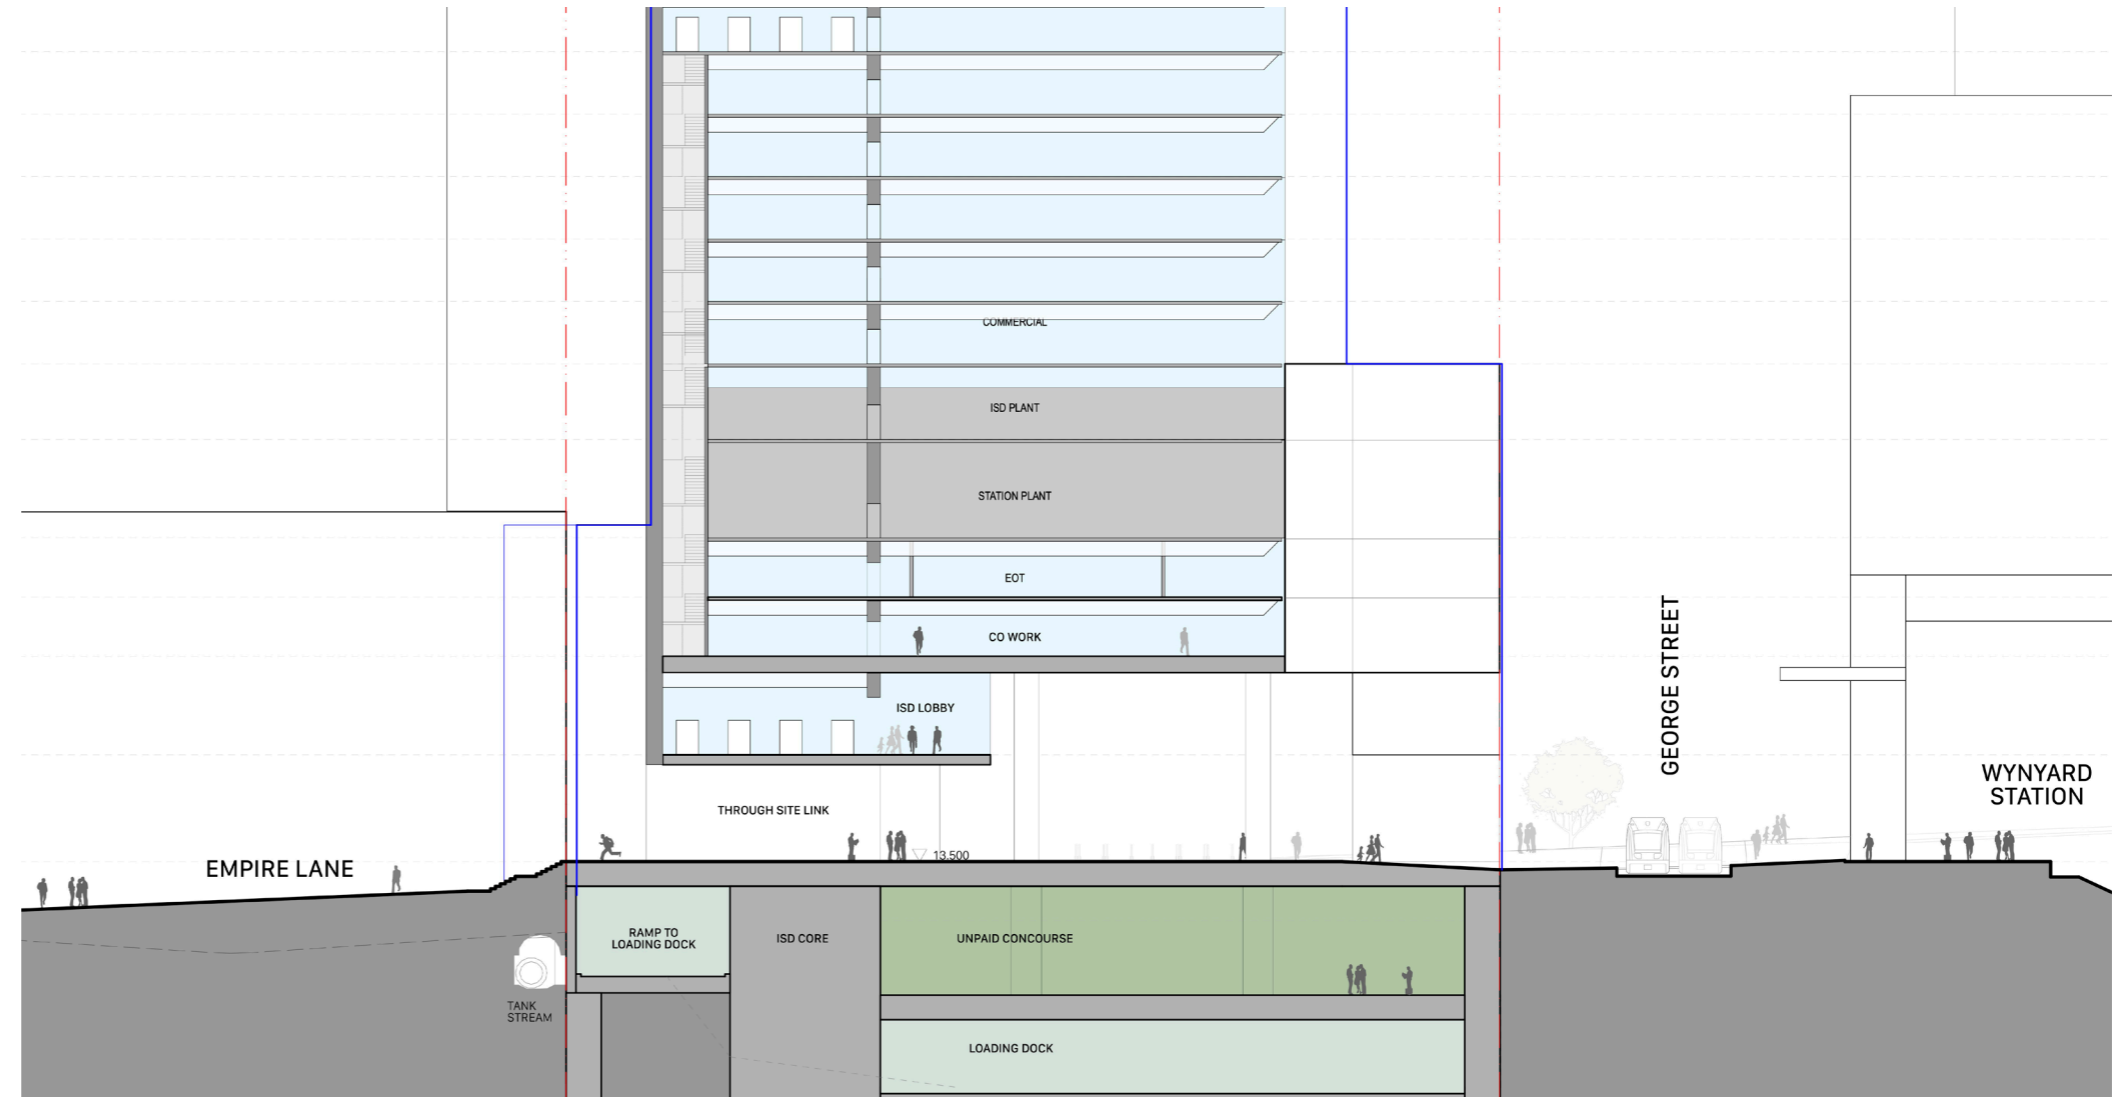 COMMERCIAL
ISD PLANT
STATION PLANT
EOT
CO WORK
ISD LOBBY
GEORGE STREET
WYNYARD
STATION
THROUGH SITE LINK
13.500
EMPIRE LANE
RAMP TO
LOADING DOCK
ISD CORE
UNPAID CONCOURSE
TANK
STREAM
LOADING DOCK